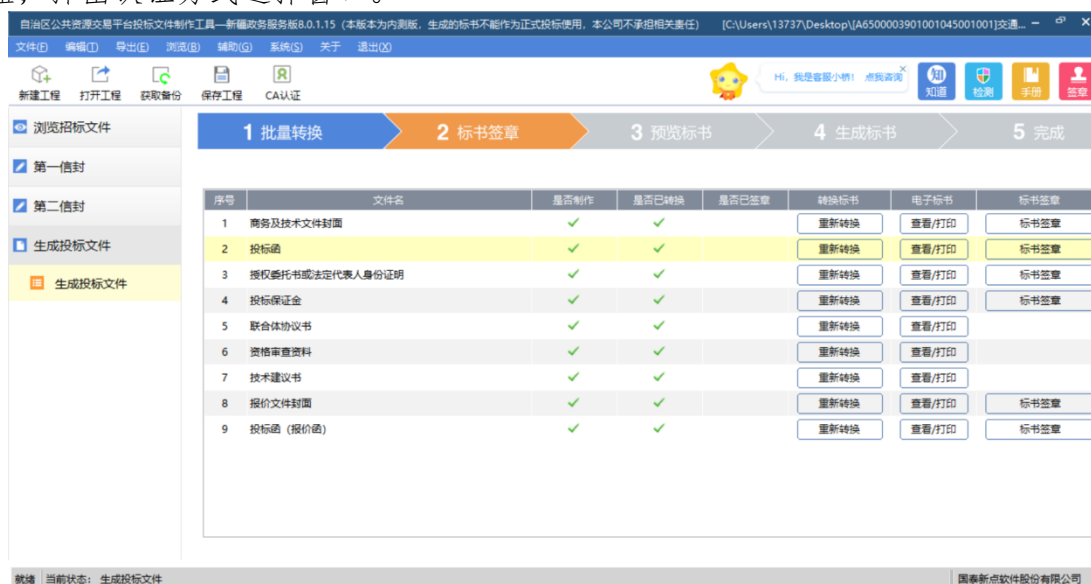 自治区公共资源交易平台投标文件制作工具—新疆政务服务版8.0.1.15（本版本为内测版，生成的标书不能作为正式投标使用，本公司不承担相关责任） [C:\Users\13737\Desktop\[A6500003901001045001001]交通...
文件(F) 编辑(T) 导出(E) 浏览(B) 辅助(G) 系统(S) 关于 退出(X)
新建工程 打开工程 获取备份 保存工程 CA认证
Hi，我是客服小桥！ 点我咨询
知
知道 检测 手册 签章
浏览招标文件
第一信封
第二信封
生成投标文件
生成投标文件
1 批量转换 2 标书签章 3 预览标书 4 生成标书 5 完成
序号 文件名 是否制作 是否已转换 是否已签章 转换标书 电子标书 标书签章
1 商务及技术文件封面 ✓ ✓ 重新转换 查看/打印 标书签章
2 投标函 ✓ ✓ 重新转换 查看/打印 标书签章
3 授权委托书或法定代表人身份证明 ✓ ✓ 重新转换 查看/打印 标书签章
4 投标保证金 ✓ ✓ 重新转换 查看/打印 标书签章
5 联合体协议书 ✓ ✓ 重新转换 查看/打印
6 资格审查资料 ✓ ✓ 重新转换 查看/打印
7 技术建议书 ✓ ✓ 重新转换 查看/打印
8 报价文件封面 ✓ ✓ 重新转换 查看/打印 标书签章
9 投标函（报价函） ✓ ✓ 重新转换 查看/打印 标书签章
就绪 当前状态：生成投标文件 国泰新点软件股份有限公司